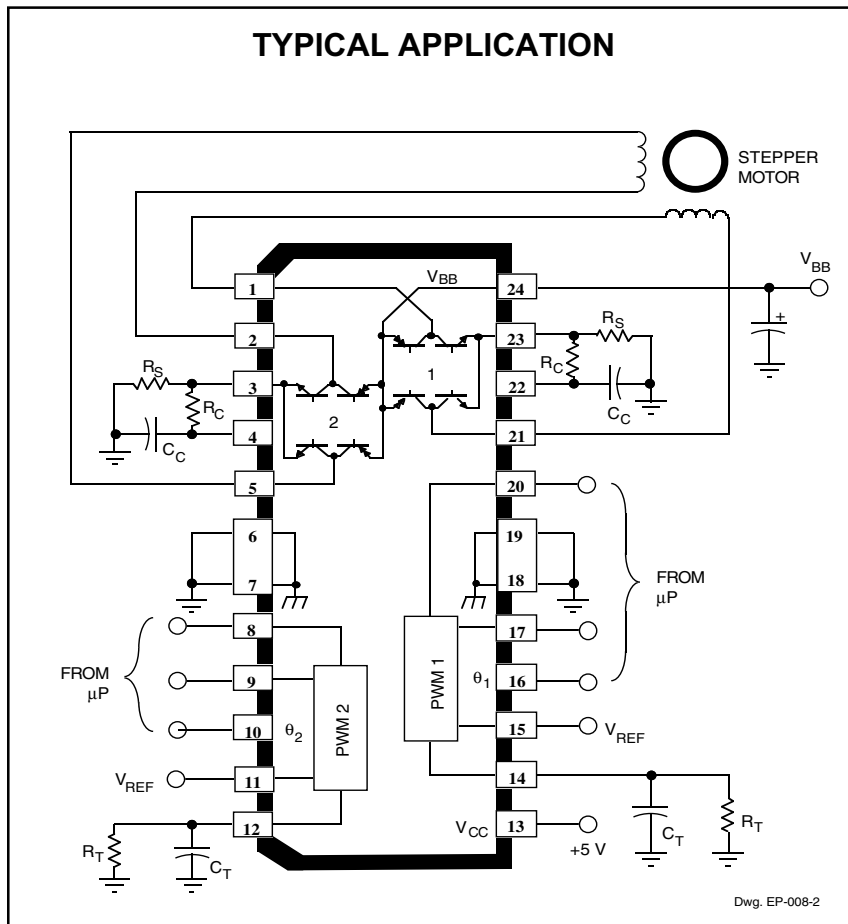 TYPICAL APPLICATION
STEPPER
MOTOR
V_BB
+
1
2
3
4
5
6
7
8
9
10
11
12
V_BB
1
2
24
23
22
21
20
19
18
17
16
15
14
13
R_S
R_C
C_C
R_S
R_C
C_C
FROM
µP
FROM
µP
θ_2
PWM 2
PWM 1
θ_1
V_REF
V_REF
R_T
C_T
V_CC
+5 V
C_T
R_T
Dwg. EP-008-2